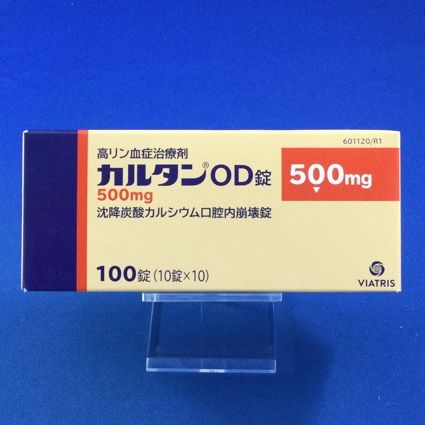 601120/R1
高リン血症治療剤
カルタン®OD錠
500mg
500mg
沈降炭酸カルシウム口腔内崩壊錠
100錠(10錠×10)
VIATRIS